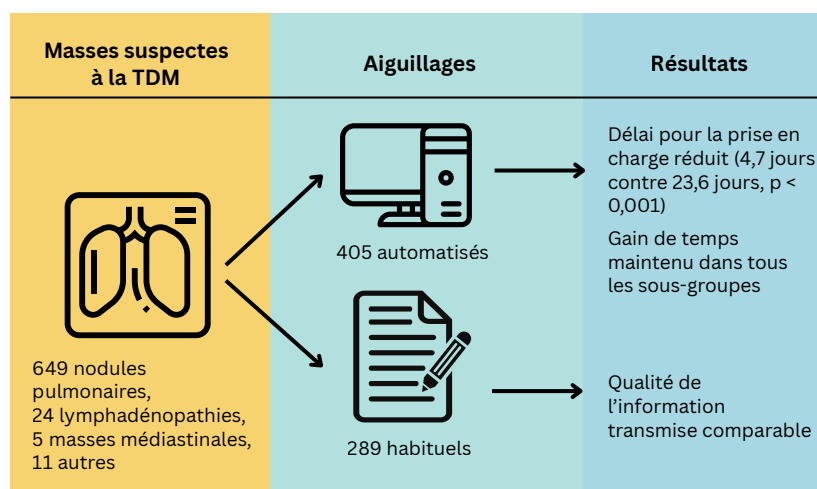 Masses suspectes
à la TDM
Aiguillages
Résultats
649 nodules
pulmonaires,
24 lymphadénopathies,
5 masses médiastinales,
11 autres
405 automatisés
289 habituels
Délai pour la prise en
charge réduit (4,7 jours
contre 23,6 jours, p <
0,001)
Gain de temps
maintenu dans tous
les sous-groupes
Qualité de
l’information
transmise comparable